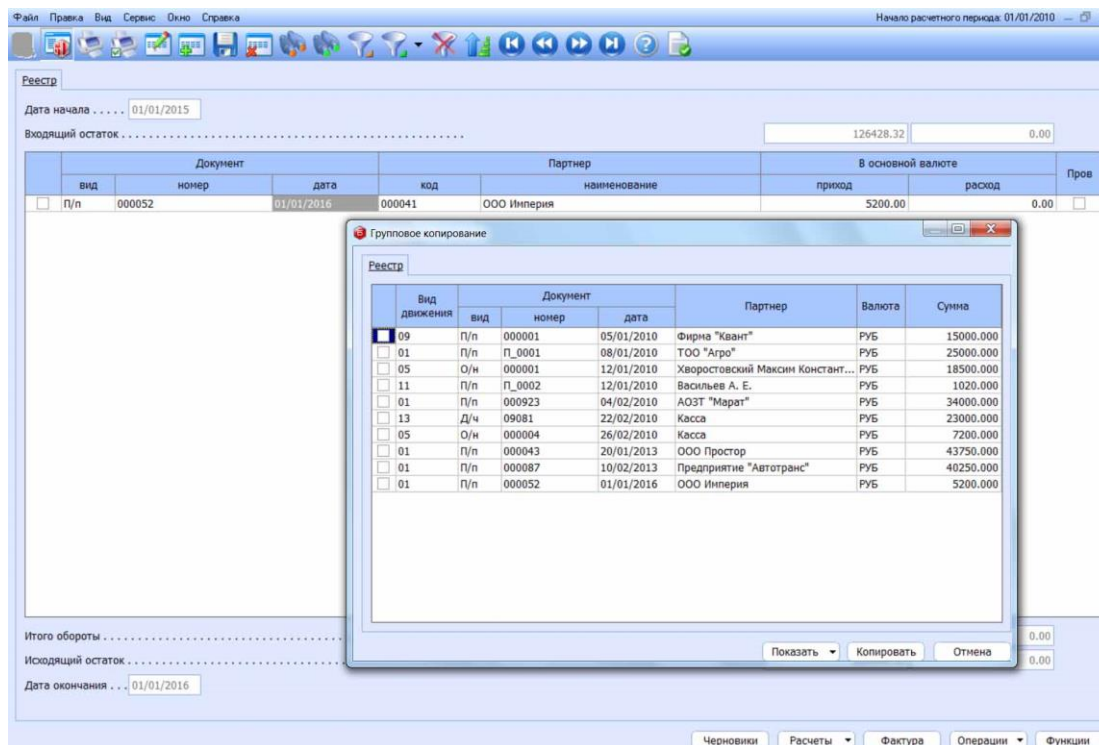 Файл Правка Вид Сервис Окно Справка Начало расчетного периода: 01/01/2010
Реестр
Дата начала . . . . . 01/01/2015
Входящий остаток . . . . . . . . . . . . . . . . . . . . 126428.32 0.00
Документ Партнер В основной валюте Пров
вид номер дата код наименование приход расход
П/п 000052 01/01/2016 000041 ООО Империя 5200.00 0.00
Групповое копирование
Реестр
Вид движения Документ Партнер Валюта Сумма
вид номер дата
09 П/п 000001 05/01/2010 Фирма "Квант" РУБ 15000.000
01 П/п П_0001 08/01/2010 ТОО "Агро" РУБ 25000.000
05 О/н 000001 12/01/2010 Хворостовский Максим Констант... РУБ 18500.000
11 П/п П_0002 12/01/2010 Васильев А. Е. РУБ 1020.000
01 П/п 000923 04/02/2010 АОЗТ "Марат" РУБ 34000.000
13 Д/ч 09081 22/02/2010 Касса РУБ 23000.000
05 О/н 000004 26/02/2010 Касса РУБ 7200.000
01 П/п 000043 20/01/2013 ООО Простор РУБ 43750.000
01 П/п 000087 10/02/2013 Предприятие "Автотранс" РУБ 40250.000
01 П/п 000052 01/01/2016 ООО Империя РУБ 5200.000
Показать Копировать Отмена
Итого обороты . . . . . . . . . . . . . . . . . . . . 0.00
Исходящий остаток . . . . . . . . . . . . . . . . . . . . 0.00
Дата окончания . . . 01/01/2016
Черновики Расчеты Фактура Операции Функции